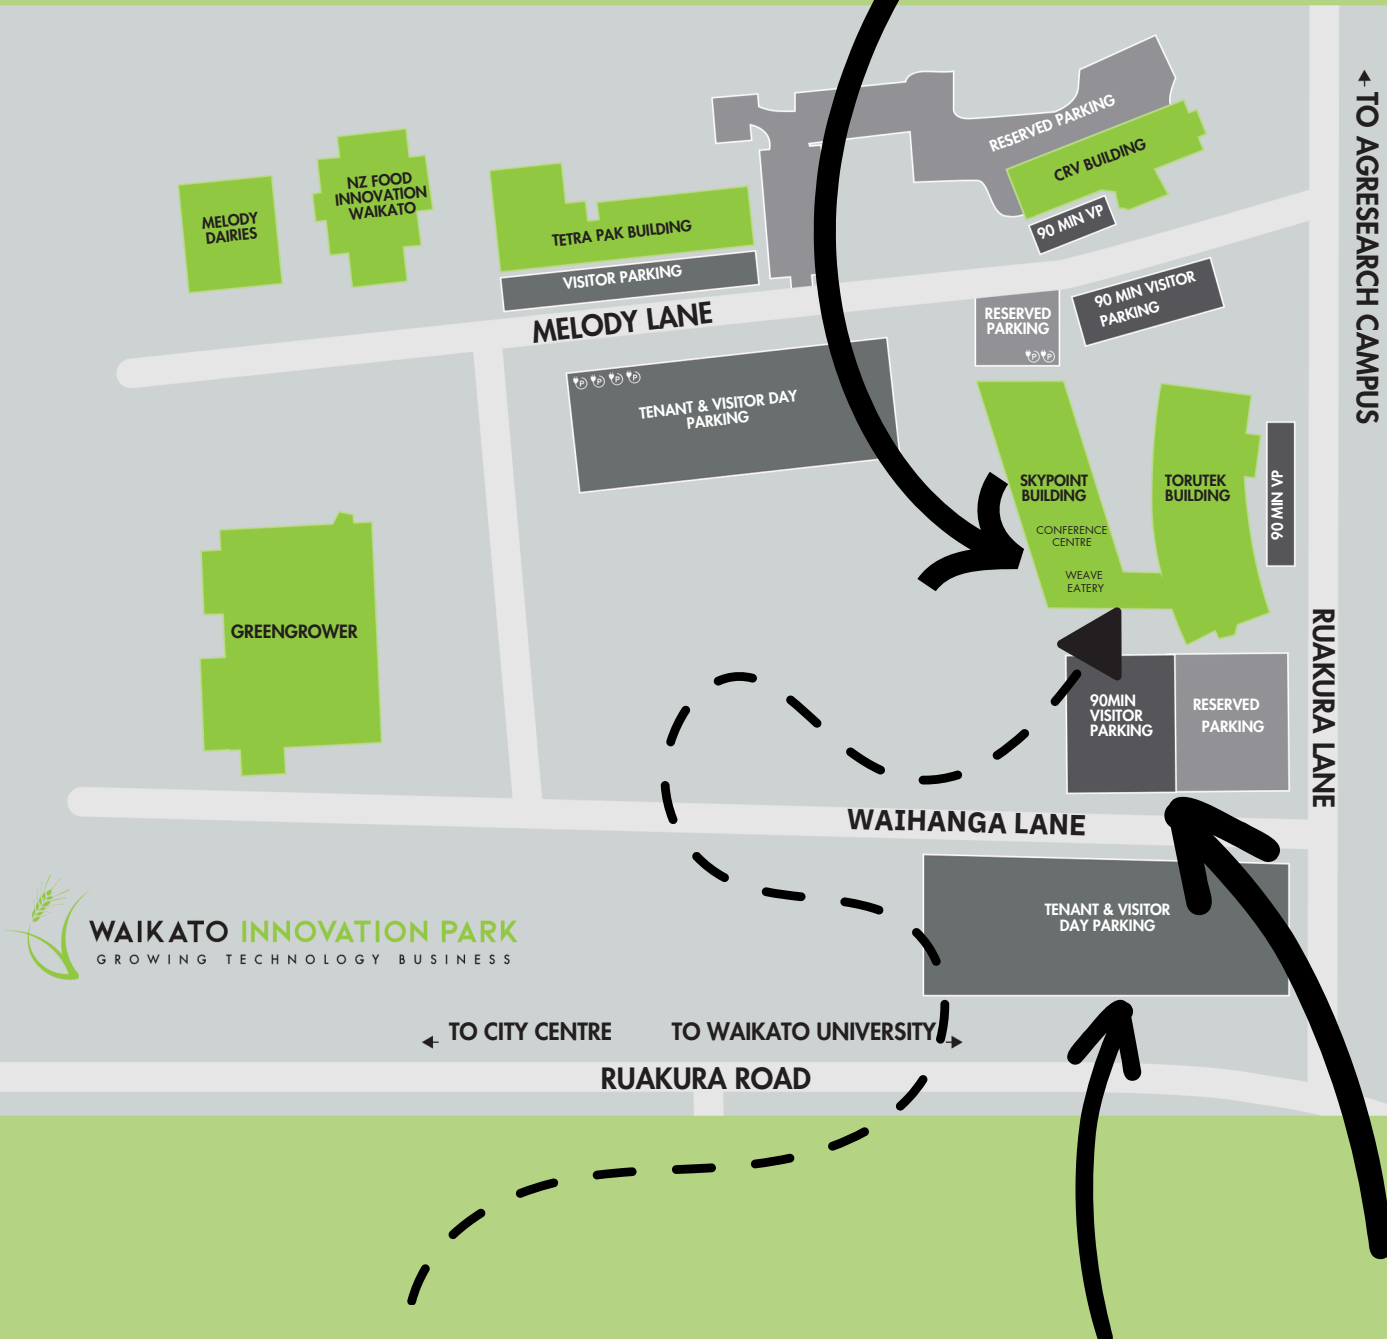 RESERVED PARKING
CRV BUILDING
90 MIN VP
TO AGRESEARCH CAMPUS
NZ FOOD
INNOVATION
WAIKATO
MELODY
DAIRIES
TETRA PAK BUILDING
VISITOR PARKING
MELODY LANE
RESERVED
PARKING
P P
90 MIN VISITOR
PARKING
P P P P
TENANT & VISITOR DAY
PARKING
SKYPOINT
BUILDING
CONFERENCE
CENTRE
WEAVE
EATERY
TORUTEK
BUILDING
90 MIN VP
GREENGROWER
RUAKURA LANE
90MIN
VISITOR
PARKING
RESERVED
PARKING
WAIHANGA LANE
TENANT & VISITOR
DAY PARKING
WAIKATO INNOVATION PARK
GROWING TECHNOLOGY BUSINESS
TO CITY CENTRE
TO WAIKATO UNIVERSITY
RUAKURA ROAD